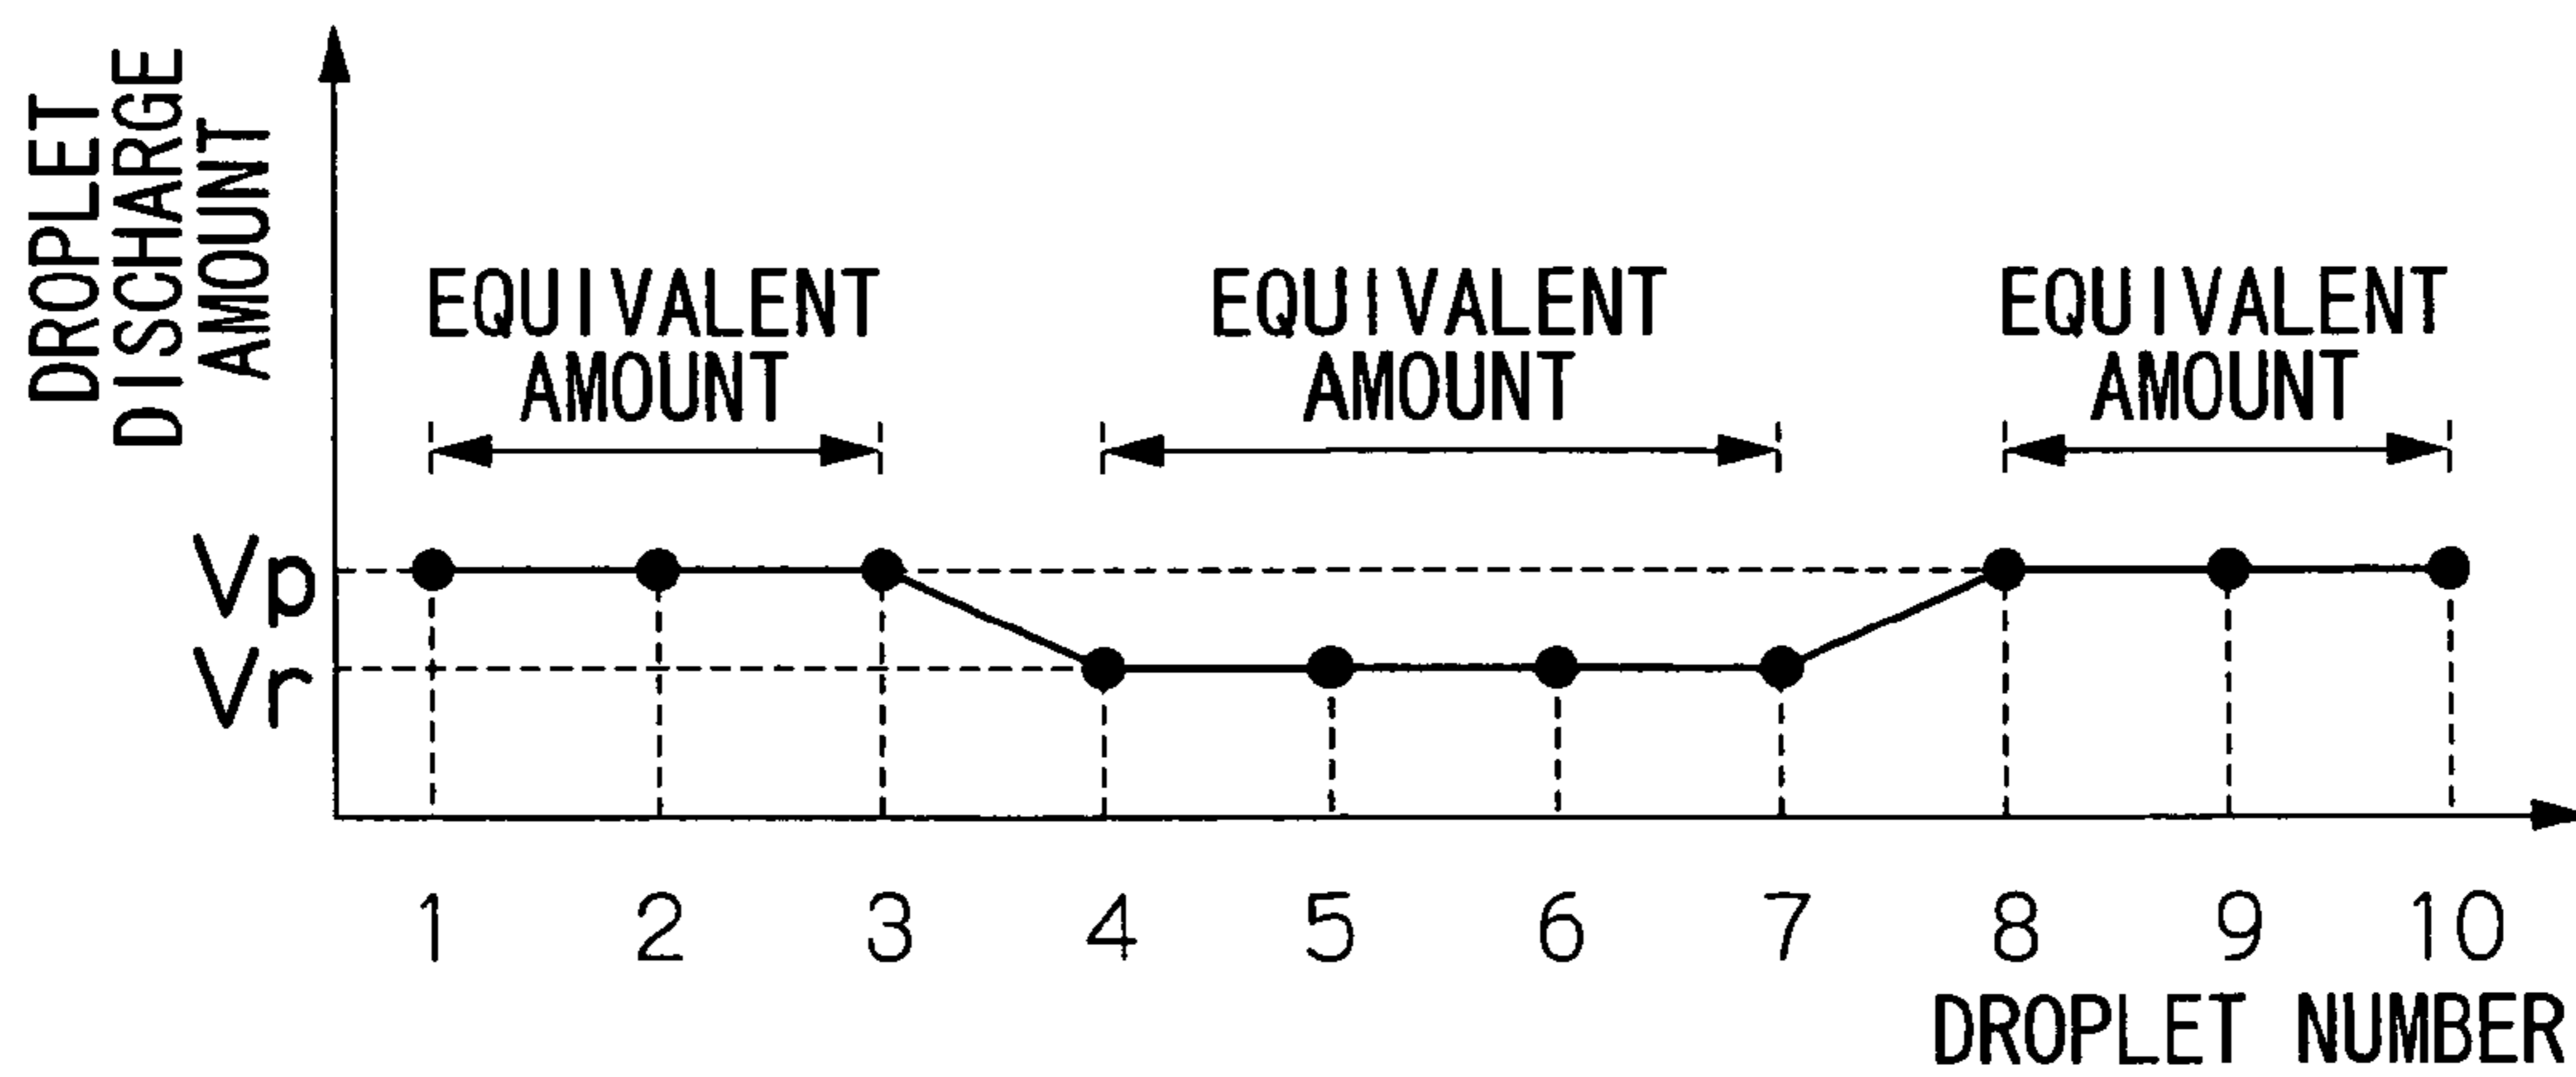 DROPLET
DISCHARGE
AMOUNT
EQUIVALENT
AMOUNT
EQUIVALENT
AMOUNT
EQUIVALENT
AMOUNT
Vp
Vr
1 2 3 4 5 6 7 8 9 10
DROPLET NUMBER